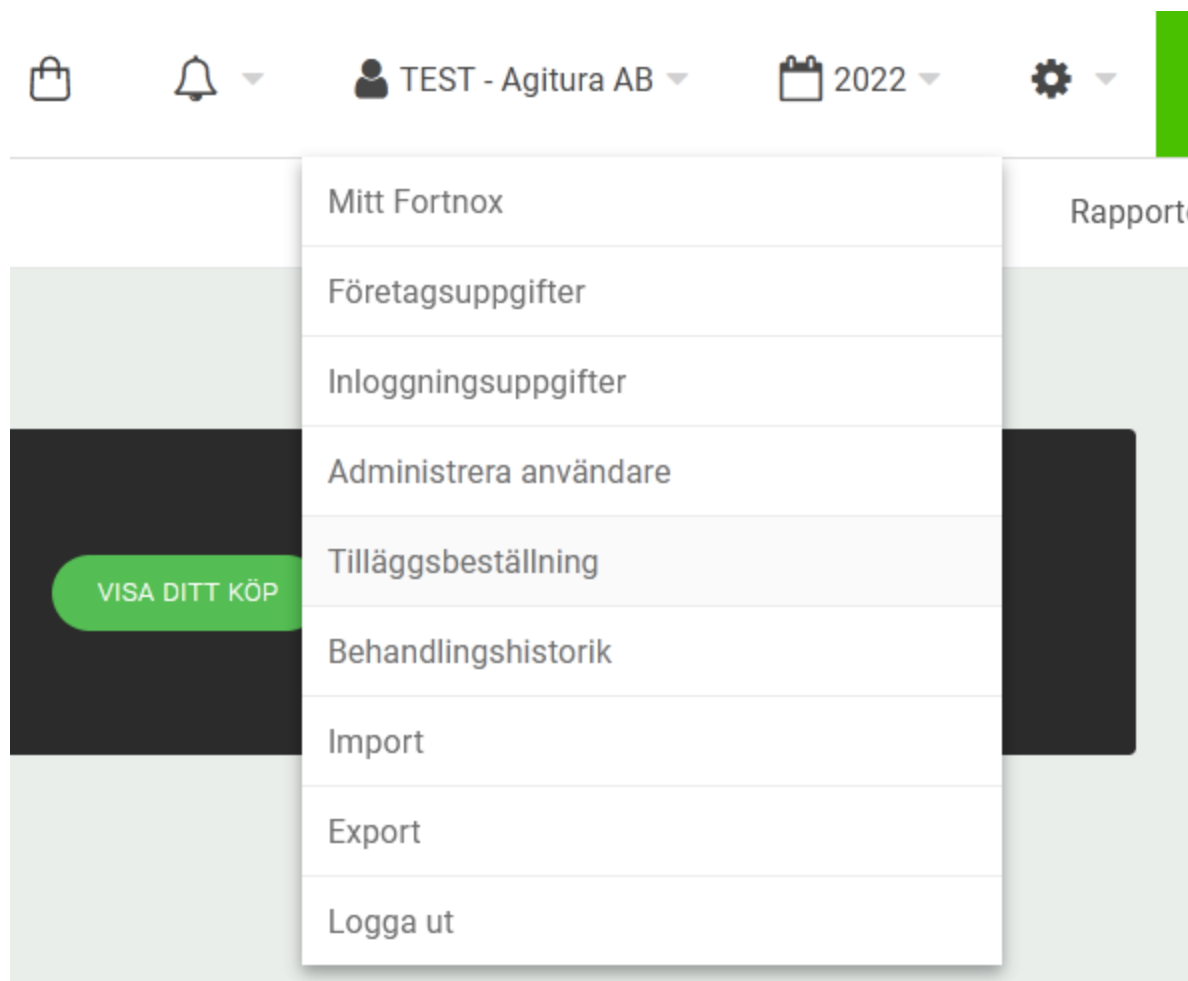 TEST - Agitura AB
2022
Mitt Fortnox
Företagsuppgifter
Inloggningsuppgifter
Administrera användare
Tilläggsbeställning
Behandlingshistorik
Import
Export
Logga ut
Rapport
VISA DITT KÖP